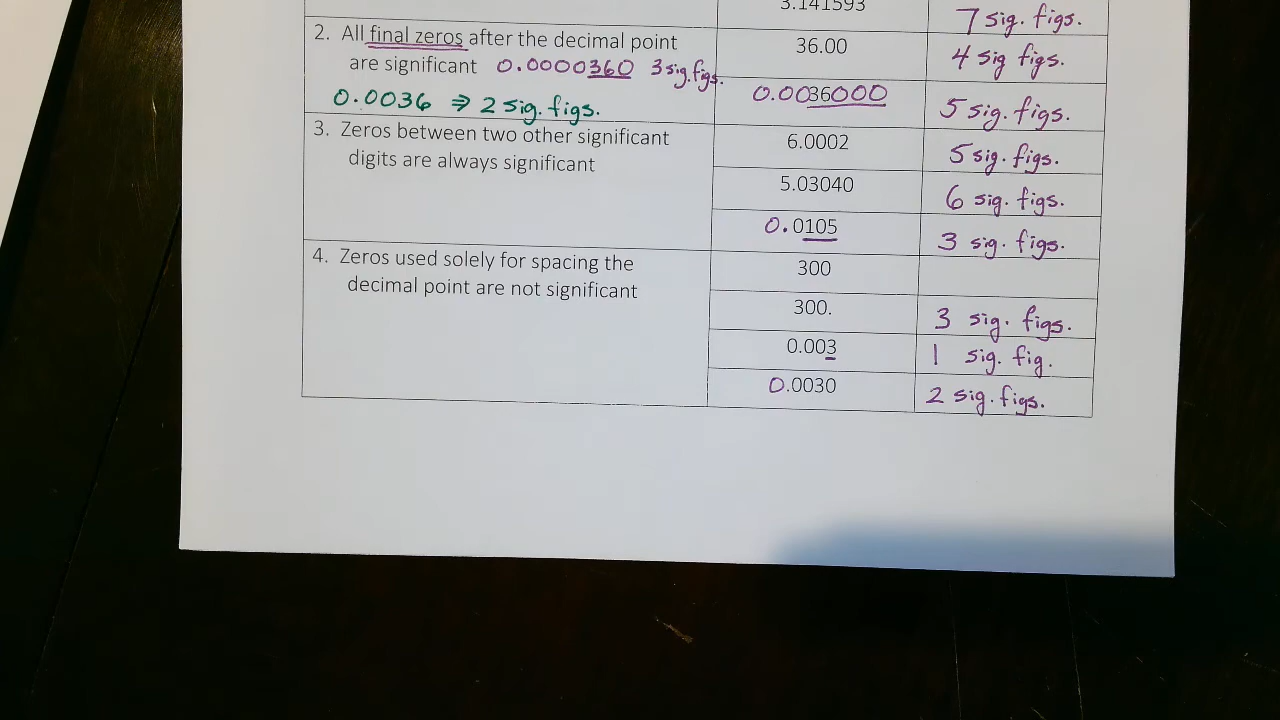 3.141593
7 sig. figs.
2. All final zeros after the decimal point
are significant 0.0000360 3 sig. figs.
0.0036 ⇒ 2 sig. figs.
36.00
4 sig figs.
0.0036000
5 sig. figs.
3. Zeros between two other significant
digits are always significant
6.0002
5 sig. figs.
5.03040
6 sig. figs.
0.0105
3 sig. figs.
4. Zeros used solely for spacing the
decimal point are not significant
300
300.
3 sig. figs.
0.003
1 sig. fig.
0.0030
2 sig. figs.